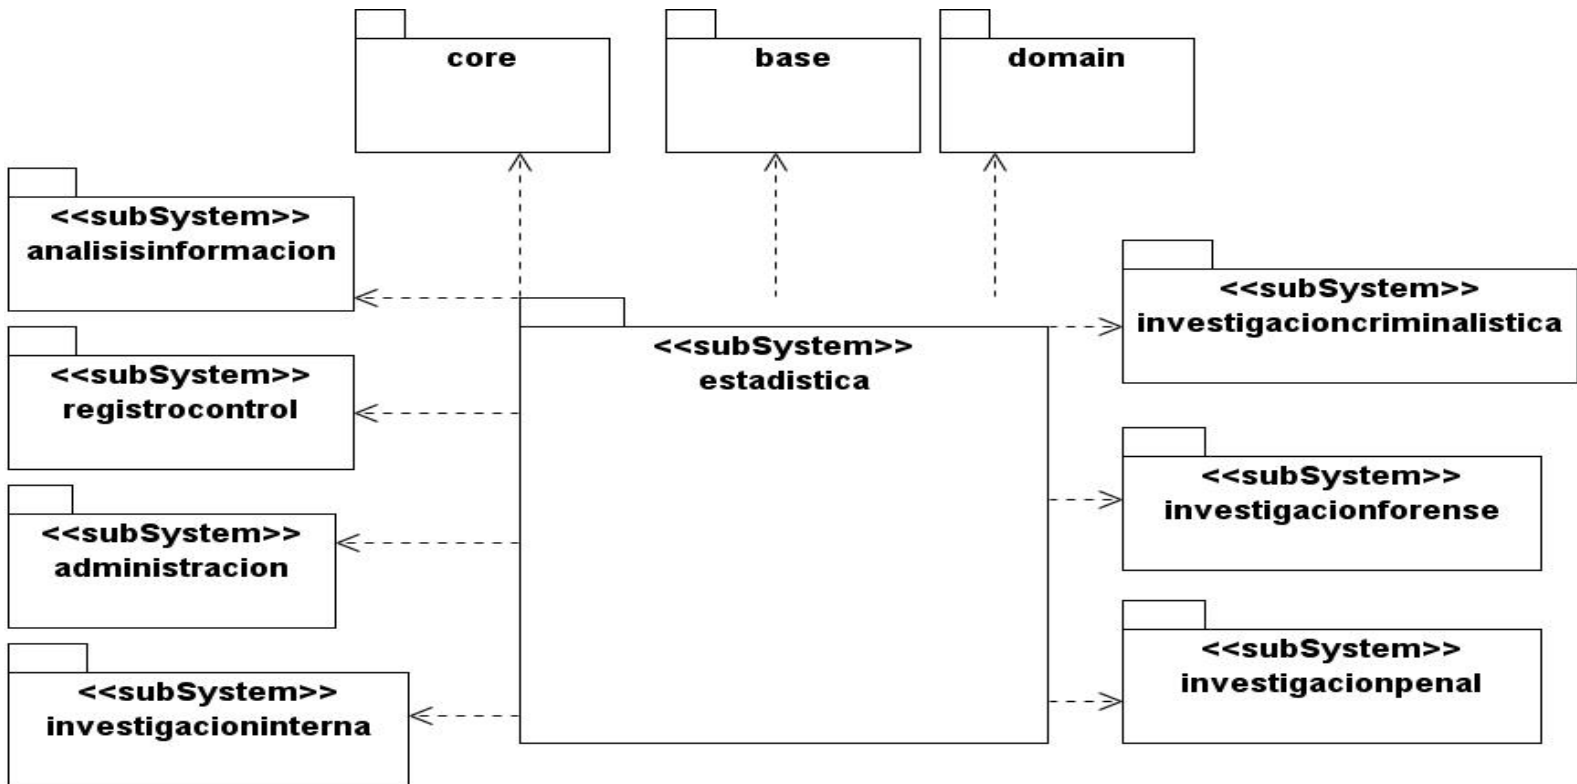 core
base
domain
<<subSystem>>
analisisinformacion
<<subSystem>>
registrocontrol
<<subSystem>>
administracion
<<subSystem>>
investigacioninterna
<<subSystem>>
estadistica
<<subSystem>>
investigacioncriminalistica
<<subSystem>>
investigacionforense
<<subSystem>>
investigacionpenal